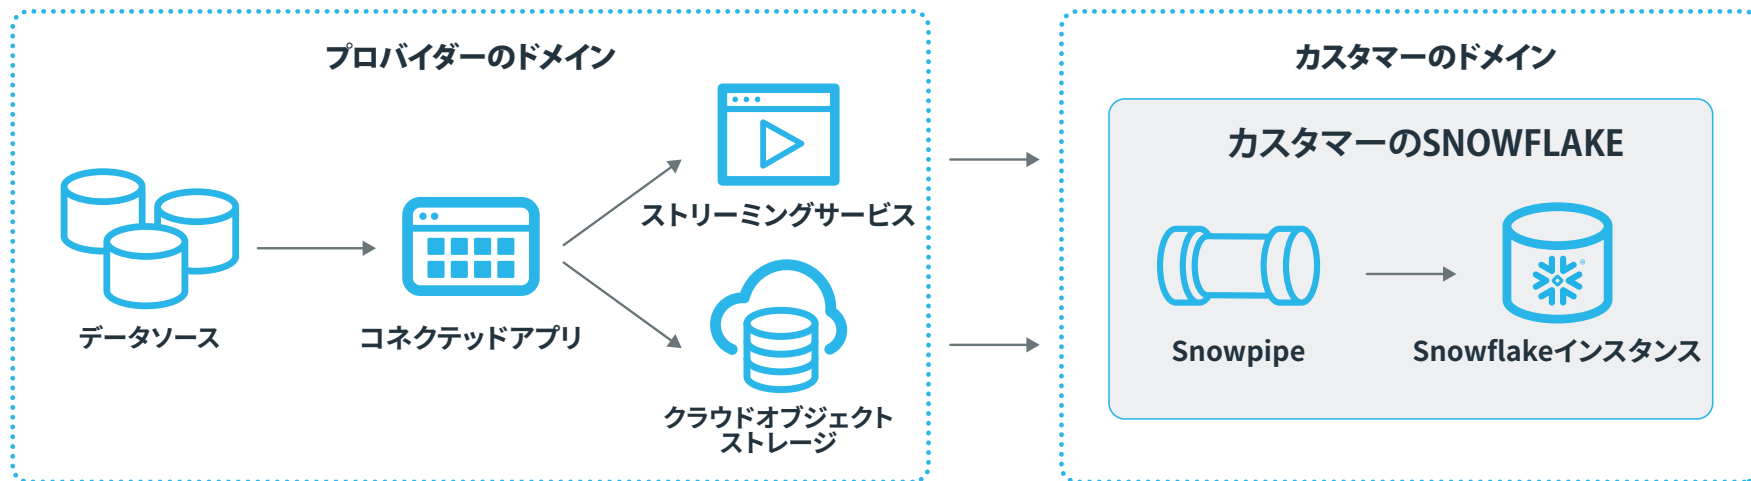 プロバイダーのドメイン
データソース
コネクテッドアプリ
ストリーミングサービス
クラウドオブジェクト
ストレージ
カスタマーのドメイン
カスタマーのSNOWFLAKE
Snowpipe
®
Snowflakeインスタンス